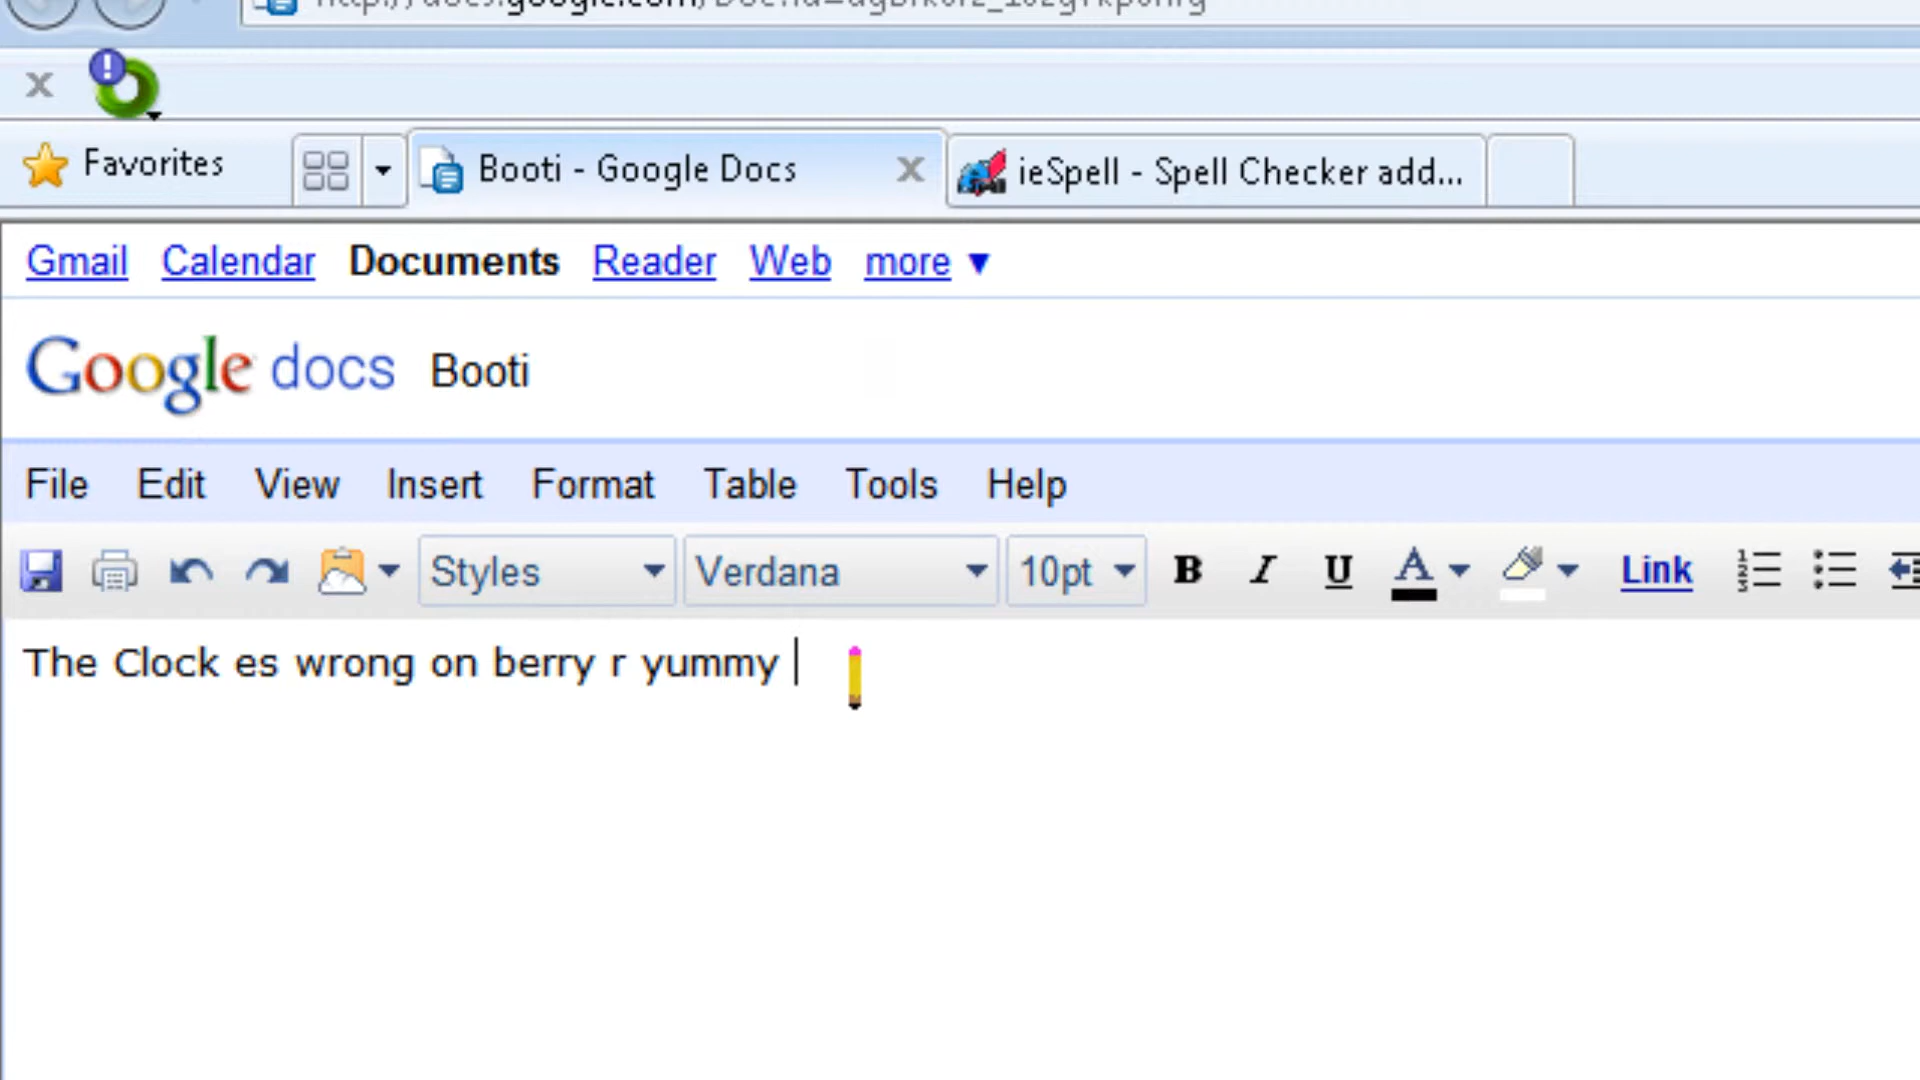 Favorites
Booti - Google Docs
ieSpell - Spell Checker add...
Gmail Calendar Documents Reader Web more ▼
Google docs Booti
File Edit View Insert Format Table Tools Help
Styles Verdana 10pt B I U A Link
The Clock es wrong on berry r yummy